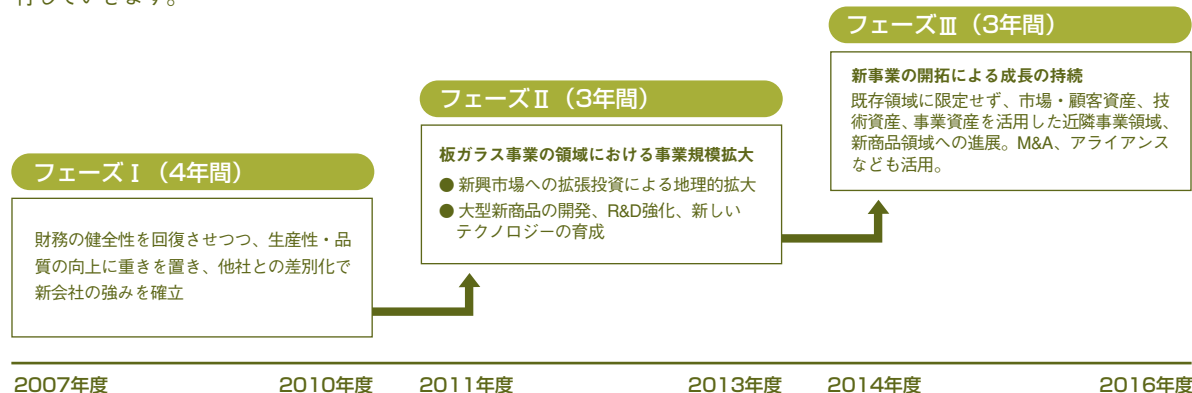 行していきます。
フェーズⅠ（4年間）
財務の健全性を回復させつつ、生産性・品
質の向上に重きを置き、他社との差別化で
新会社の強みを確立
フェーズⅡ（3年間）
板ガラス事業の領域における事業規模拡大
● 新興市場への拡張投資による地理的拡大
● 大型新商品の開発、R&D強化、新しい
テクノロジーの育成
フェーズⅢ（3年間）
新事業の開拓による成長の持続
既存領域に限定せず、市場・顧客資産、技
術資産、事業資産を活用した近隣事業領域、
新商品領域への進展。M&A、アライアンス
なども活用。
2007年度 2010年度 2011年度 2013年度 2014年度 2016年度